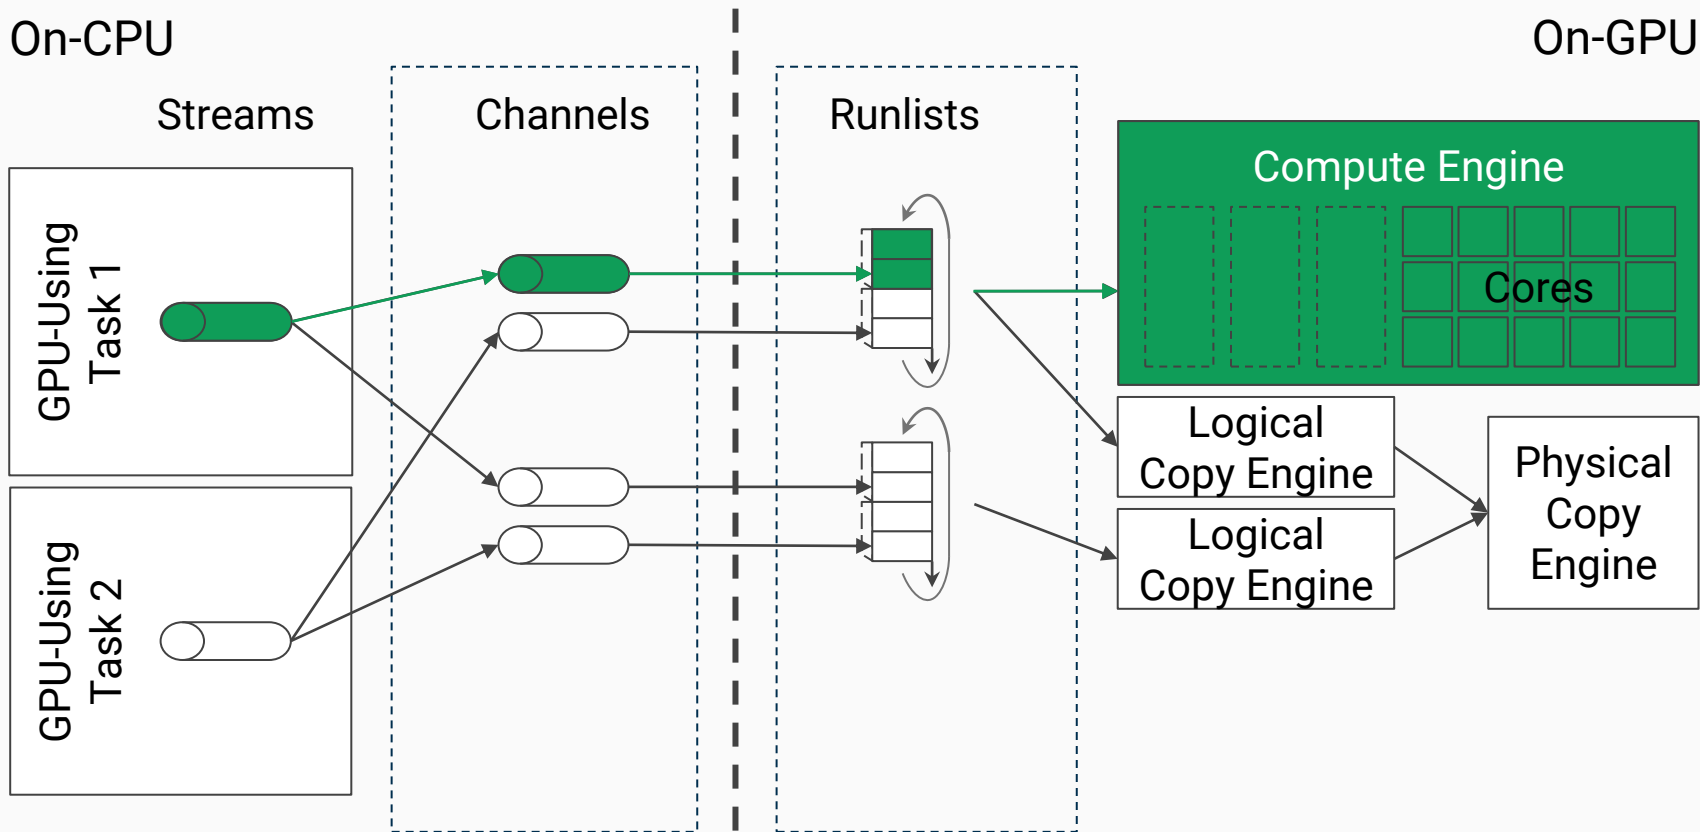 On-CPU
On-GPU
Streams
Channels
Runlists
GPU-Using
Task 1
GPU-Using
Task 2
Compute Engine
Cores
Logical
Copy Engine
Logical
Copy Engine
Physical
Copy
Engine